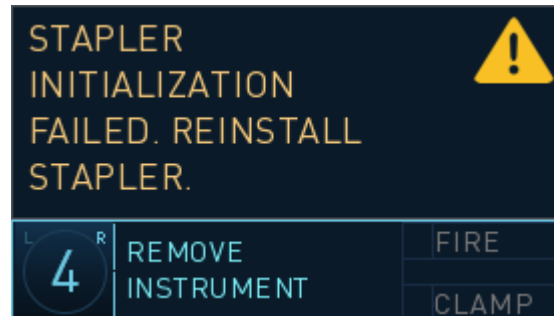 STAPLER
INITIALIZATION
FAILED. REINSTALL
STAPLER.
L R
4
REMOVE
INSTRUMENT
FIRE
CLAMP